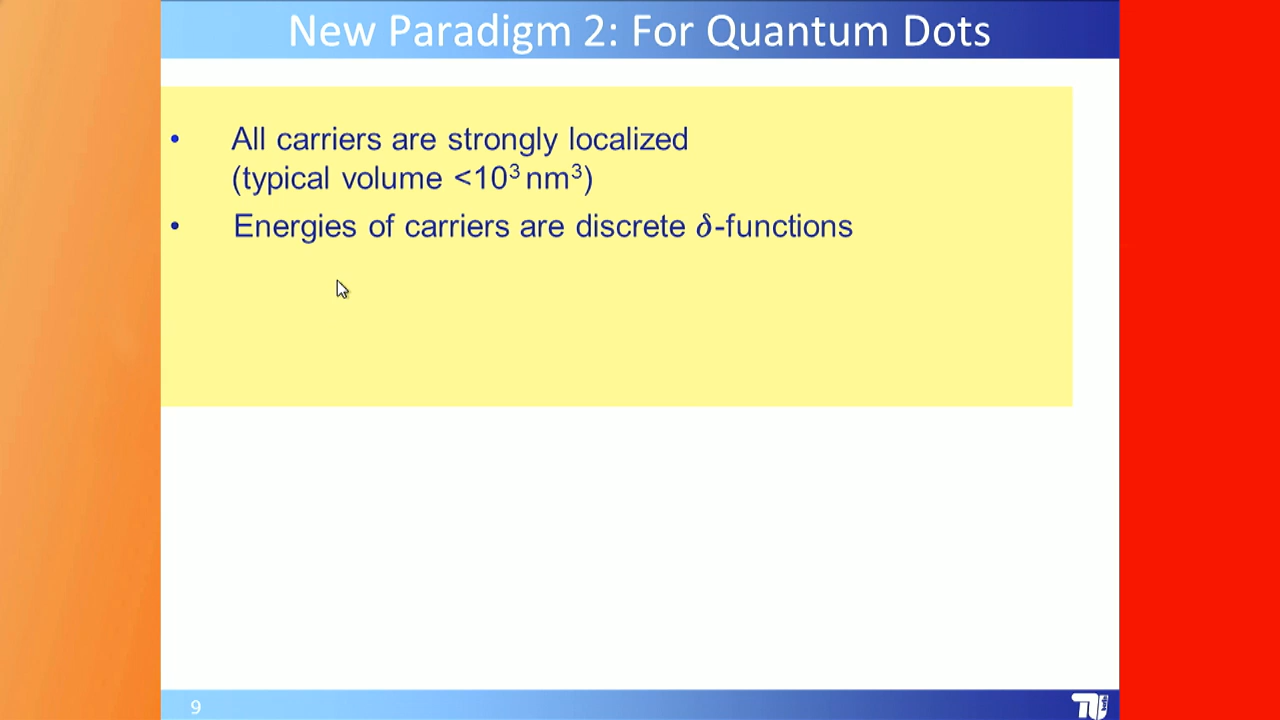 New Paradigm 2: For Quantum Dots
• All carriers are strongly localized
(typical volume <10³ nm³)
• Energies of carriers are discrete δ-functions
9